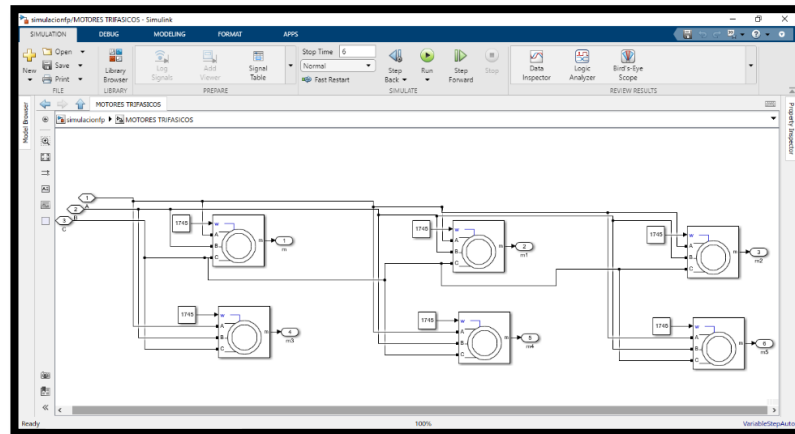 simulacionfp/MOTORES TRIFASICOS - Simulink
SIMULATION DEBUG MODELING FORMAT APPS
New
Open
Save
Print
FILE
Library Browser
LIBRARY
Log Signals
Add Viewer
Signal Table
PREPARE
Stop Time 6
Normal
Fast Restart
Step Back
Run
Step Forward
Stop
SIMULATE
Data Inspector
Logic Analyzer
Bird's-Eye Scope
REVIEW RESULTS
MOTORES TRIFASICOS
simulacionfp MOTORES TRIFASICOS
Model Browser
Property Inspector
1
A
2
B
3
C
1745
w
A
B
C
m
1
m
1745
w
A
B
C
m
2
m1
1745
w
A
B
C
m
3
m2
1745
w
A
B
C
m
4
m3
1745
w
A
B
C
m
5
m4
1745
w
A
B
C
m
6
m5
Ready
100%
VariableStepAuto